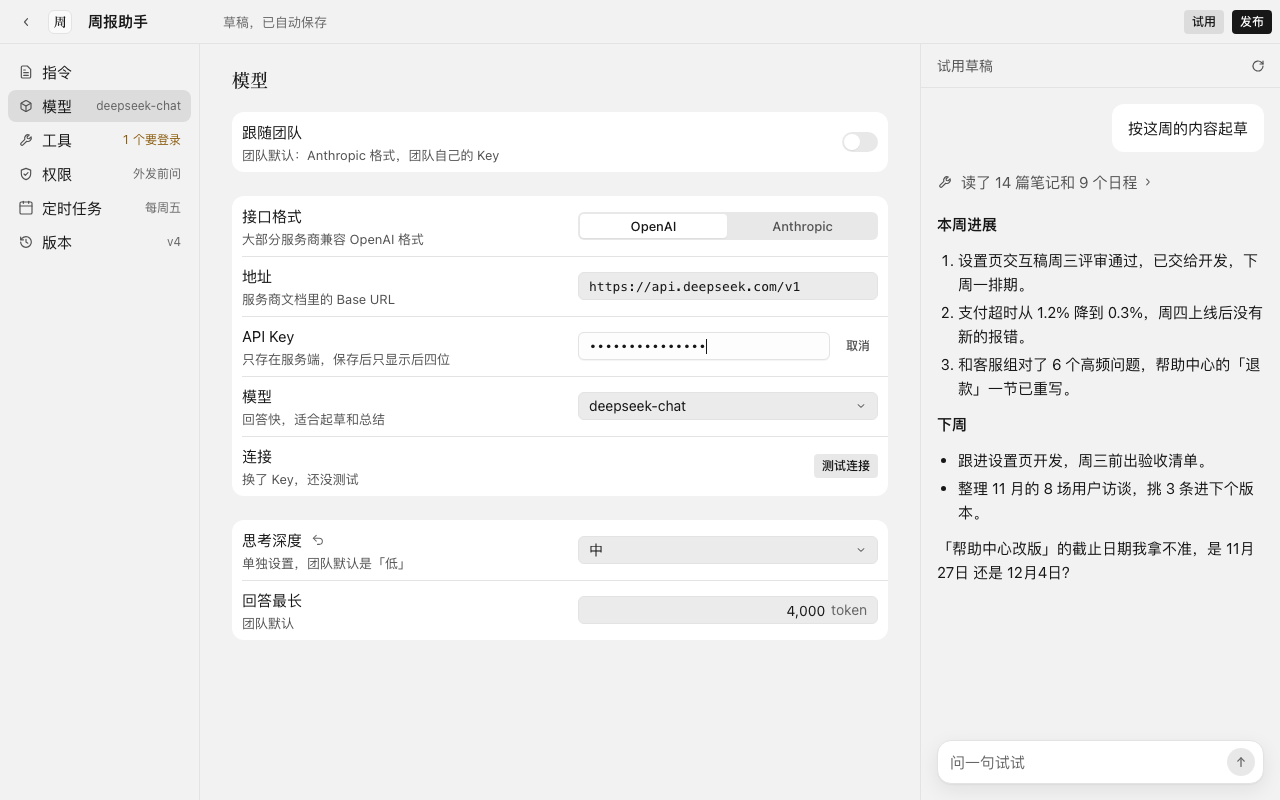 周 周报助手
草稿，已自动保存
试用
发布
指令
模型 deepseek-chat
工具 1 个要登录
权限 外发前问
定时任务 每周五
版本 v4
模型
跟随团队
团队默认：Anthropic 格式，团队自己的 Key
接口格式
大部分服务商兼容 OpenAI 格式
OpenAI
Anthropic
地址
服务商文档里的 Base URL
https://api.deepseek.com/v1
API Key
只存在服务端，保存后只显示后四位
•••••••••••••••
取消
模型
回答快，适合起草和总结
deepseek-chat
连接
换了 Key，还没测试
测试连接
思考深度
单独设置，团队默认是「低」
中
回答最长
团队默认
4,000 token
试用草稿
按这周的内容起草
读了 14 篇笔记和 9 个日程
本周进展
1. 设置页交互稿周三评审通过，已交给开发，下
周一排期。
2. 支付超时从 1.2% 降到 0.3%，周四上线后没有
新的报错。
3. 和客服组对了 6 个高频问题，帮助中心的「退
款」一节已重写。
下周
• 跟进设置页开发，周三前出验收清单。
• 整理 11 月的 8 场用户访谈，挑 3 条进下个版
本。
「帮助中心改版」的截止日期我拿不准，是 11月
27日 还是 12月4日?
问一句试试